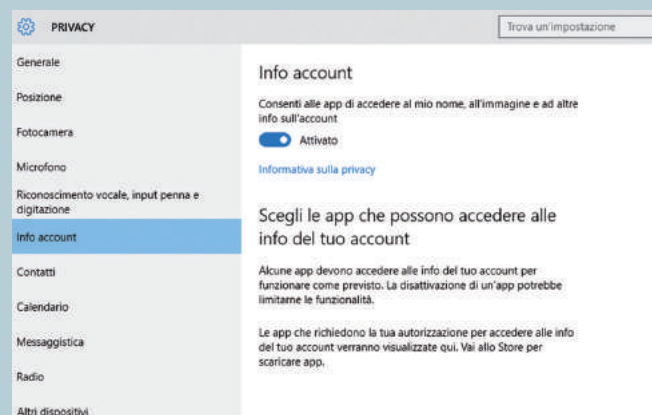 PRIVACY
Trova un'impostazione
Generale
Posizione
Fotocamera
Microfono
Riconoscimento vocale, input penna e
digitazione
Info account
Contatti
Calendario
Messaggistica
Radio
Altri dispositivi
Info account
Consenti alle app di accedere al mio nome, all'immagine e ad altre
info sull'account
Attivato
Informativa sulla privacy
Scegli le app che possono accedere alle
info del tuo account
Alcune app devono accedere alle info del tuo account per
funzionare come previsto. La disattivazione di un'app potrebbe
limitarne le funzionalità.
Le app che richiedono la tua autorizzazione per accedere alle info
del tuo account verranno visualizzate qui. Vai allo Store per
scaricare app.